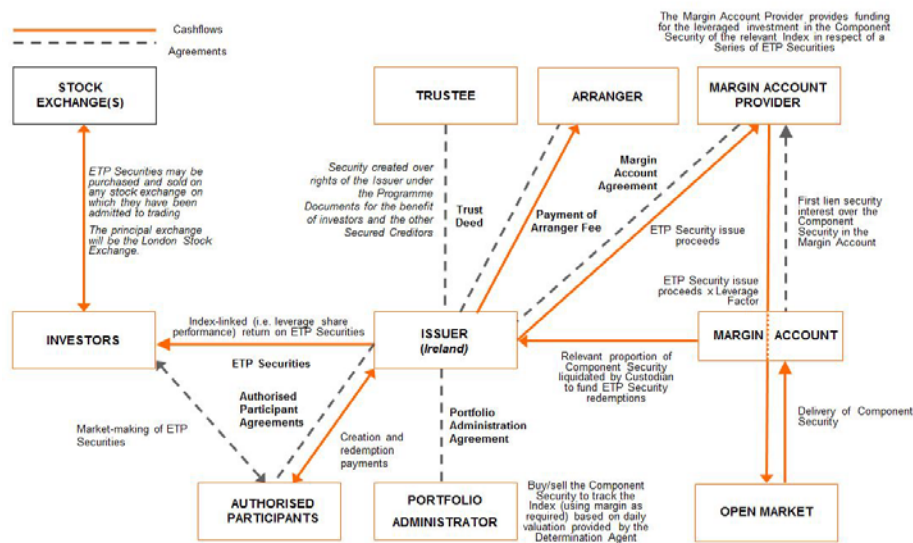 Cashflows
Agreements
The Margin Account Provider provides funding
for the leveraged investment in the Component
Security of the relevant Index in respect of a
Series of ETP Securities
STOCK
EXCHANGE(S)
TRUSTEE
ARRANGER
MARGIN ACCOUNT
PROVIDER
ETP Securities may be
purchased and sold on
any stock exchange on
which they have been
admitted to trading
The principal exchange
will be the London Stock
Exchange.
Security created over
rights of the Issuer under
the Programme
Documents for the benefit
of investors and the other
Secured Creditors
Trust
Deed
Payment of
Arranger Fee
Margin
Account
Agreement
ETP Security issue
proceeds
First lien security
interest over the
Component
Security in the
Margin Account
ETP Security issue
proceeds x Leverage
Factor
INVESTORS
Index-linked (i.e. leverage share
performance) return on ETP Securities
ISSUER
(Ireland)
MARGIN ACCOUNT
ETP Securities
Authorised
Participant
Agreements
Relevant proportion of
Component Security
liquidated by Custodian
to fund ETP Security
redemptions
Market-making of ETP
Securities
Creation and
redemption
payments
Portfolio
Administration
Agreement
Delivery of Component
Security
AUTHORISED
PARTICIPANTS
PORTFOLIO
ADMINISTRATOR
Buy/sell the Component
Security to track the
Index (using margin as
required) based on daily
valuation provided by the
Determination Agent
OPEN MARKET